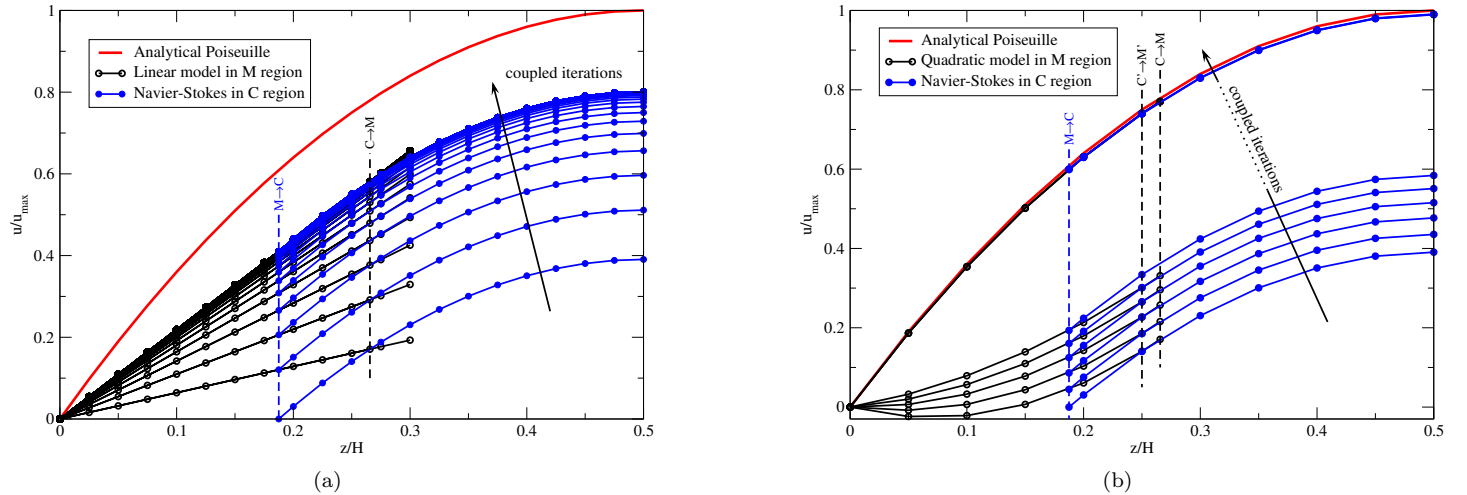 1
0.8
0.6
0.4
0.2
0
u/u_max
0
0.1
0.2
0.3
0.4
0.5
z/H
Analytical Poiseuille
Linear model in M region
Navier-Stokes in C region
coupled iterations
M→C
C→M
(a)
1
0.8
0.6
0.4
0.2
0
u/u_max
0
0.1
0.2
0.3
0.4
0.5
z/H
Analytical Poiseuille
Quadratic model in M region
Navier-Stokes in C region
M→C
C'→M'
C→M
coupled iterations
(b)